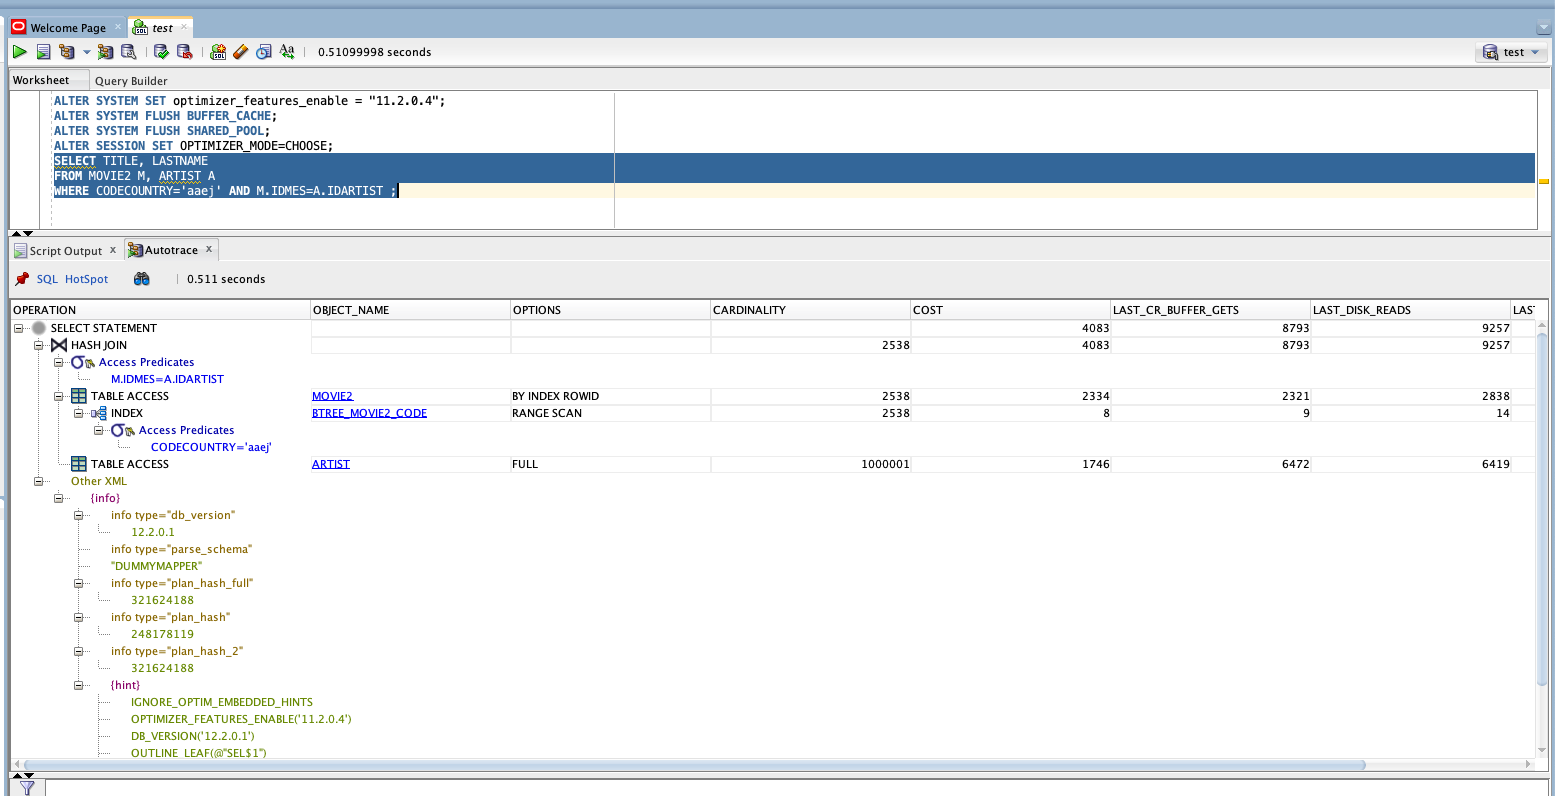 Welcome Page × test ×
0.51099998 seconds test
Worksheet Query Builder
ALTER SYSTEM SET optimizer_features_enable = "11.2.0.4";
ALTER SYSTEM FLUSH BUFFER_CACHE;
ALTER SYSTEM FLUSH SHARED_POOL;
ALTER SESSION SET OPTIMIZER_MODE=CHOOSE;
SELECT TITLE, LASTNAME
FROM MOVIE2 M, ARTIST A
WHERE CODECOUNTRY='aaej' AND M.IDMES=A.IDARTIST ;
Script Output x Autotrace x
SQL HotSpot 0.511 seconds
OPERATION OBJECT_NAME OPTIONS CARDINALITY COST LAST_CR_BUFFER_GETS LAST_DISK_READS LAST
SELECT STATEMENT 4083 8793 9257
HASH JOIN 2538 4083 8793 9257
Access Predicates
M.IDMES=A.IDARTIST
TABLE ACCESS MOVIE2 BY INDEX ROWID 2538 2334 2321 2838
INDEX BTREE_MOVIE2_CODE RANGE SCAN 2538 8 9 14
Access Predicates
CODECOUNTRY='aaej'
TABLE ACCESS ARTIST FULL 1000001 1746 6472 6419
Other XML
{info}
info type="db_version"
12.2.0.1
info type="parse_schema"
"DUMMYMAPPER"
info type="plan_hash_full"
321624188
info type="plan_hash"
248178119
info type="plan_hash_2"
321624188
{hint}
IGNORE_OPTIM_EMBEDDED_HINTS
OPTIMIZER_FEATURES_ENABLE('11.2.0.4')
DB_VERSION('12.2.0.1')
OUTLINE_LEAF(@"SEL$1")